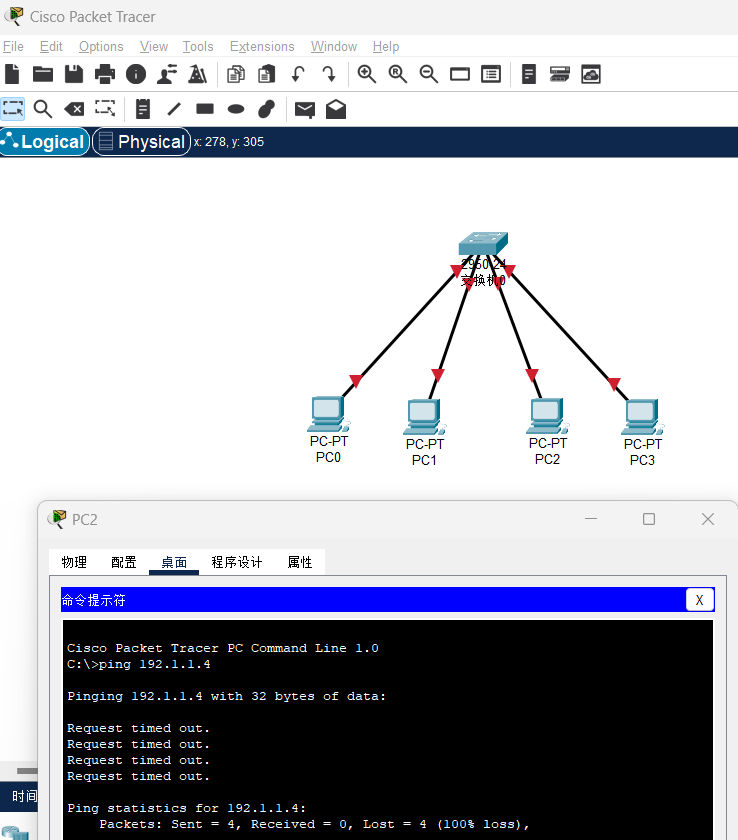 Cisco Packet Tracer
File Edit Options View Tools Extensions Window Help
Logical Physical x: 278, y: 305
2950-24
交换机0
PC-PT
PC0
PC-PT
PC1
PC-PT
PC2
PC-PT
PC3
PC2
物理 配置 桌面 程序设计 属性
命令提示符
X
Cisco Packet Tracer PC Command Line 1.0
C:\>ping 192.1.1.4
Pinging 192.1.1.4 with 32 bytes of data:
Request timed out.
Request timed out.
Request timed out.
Request timed out.
Ping statistics for 192.1.1.4:
Packets: Sent = 4, Received = 0, Lost = 4 (100% loss),
时间